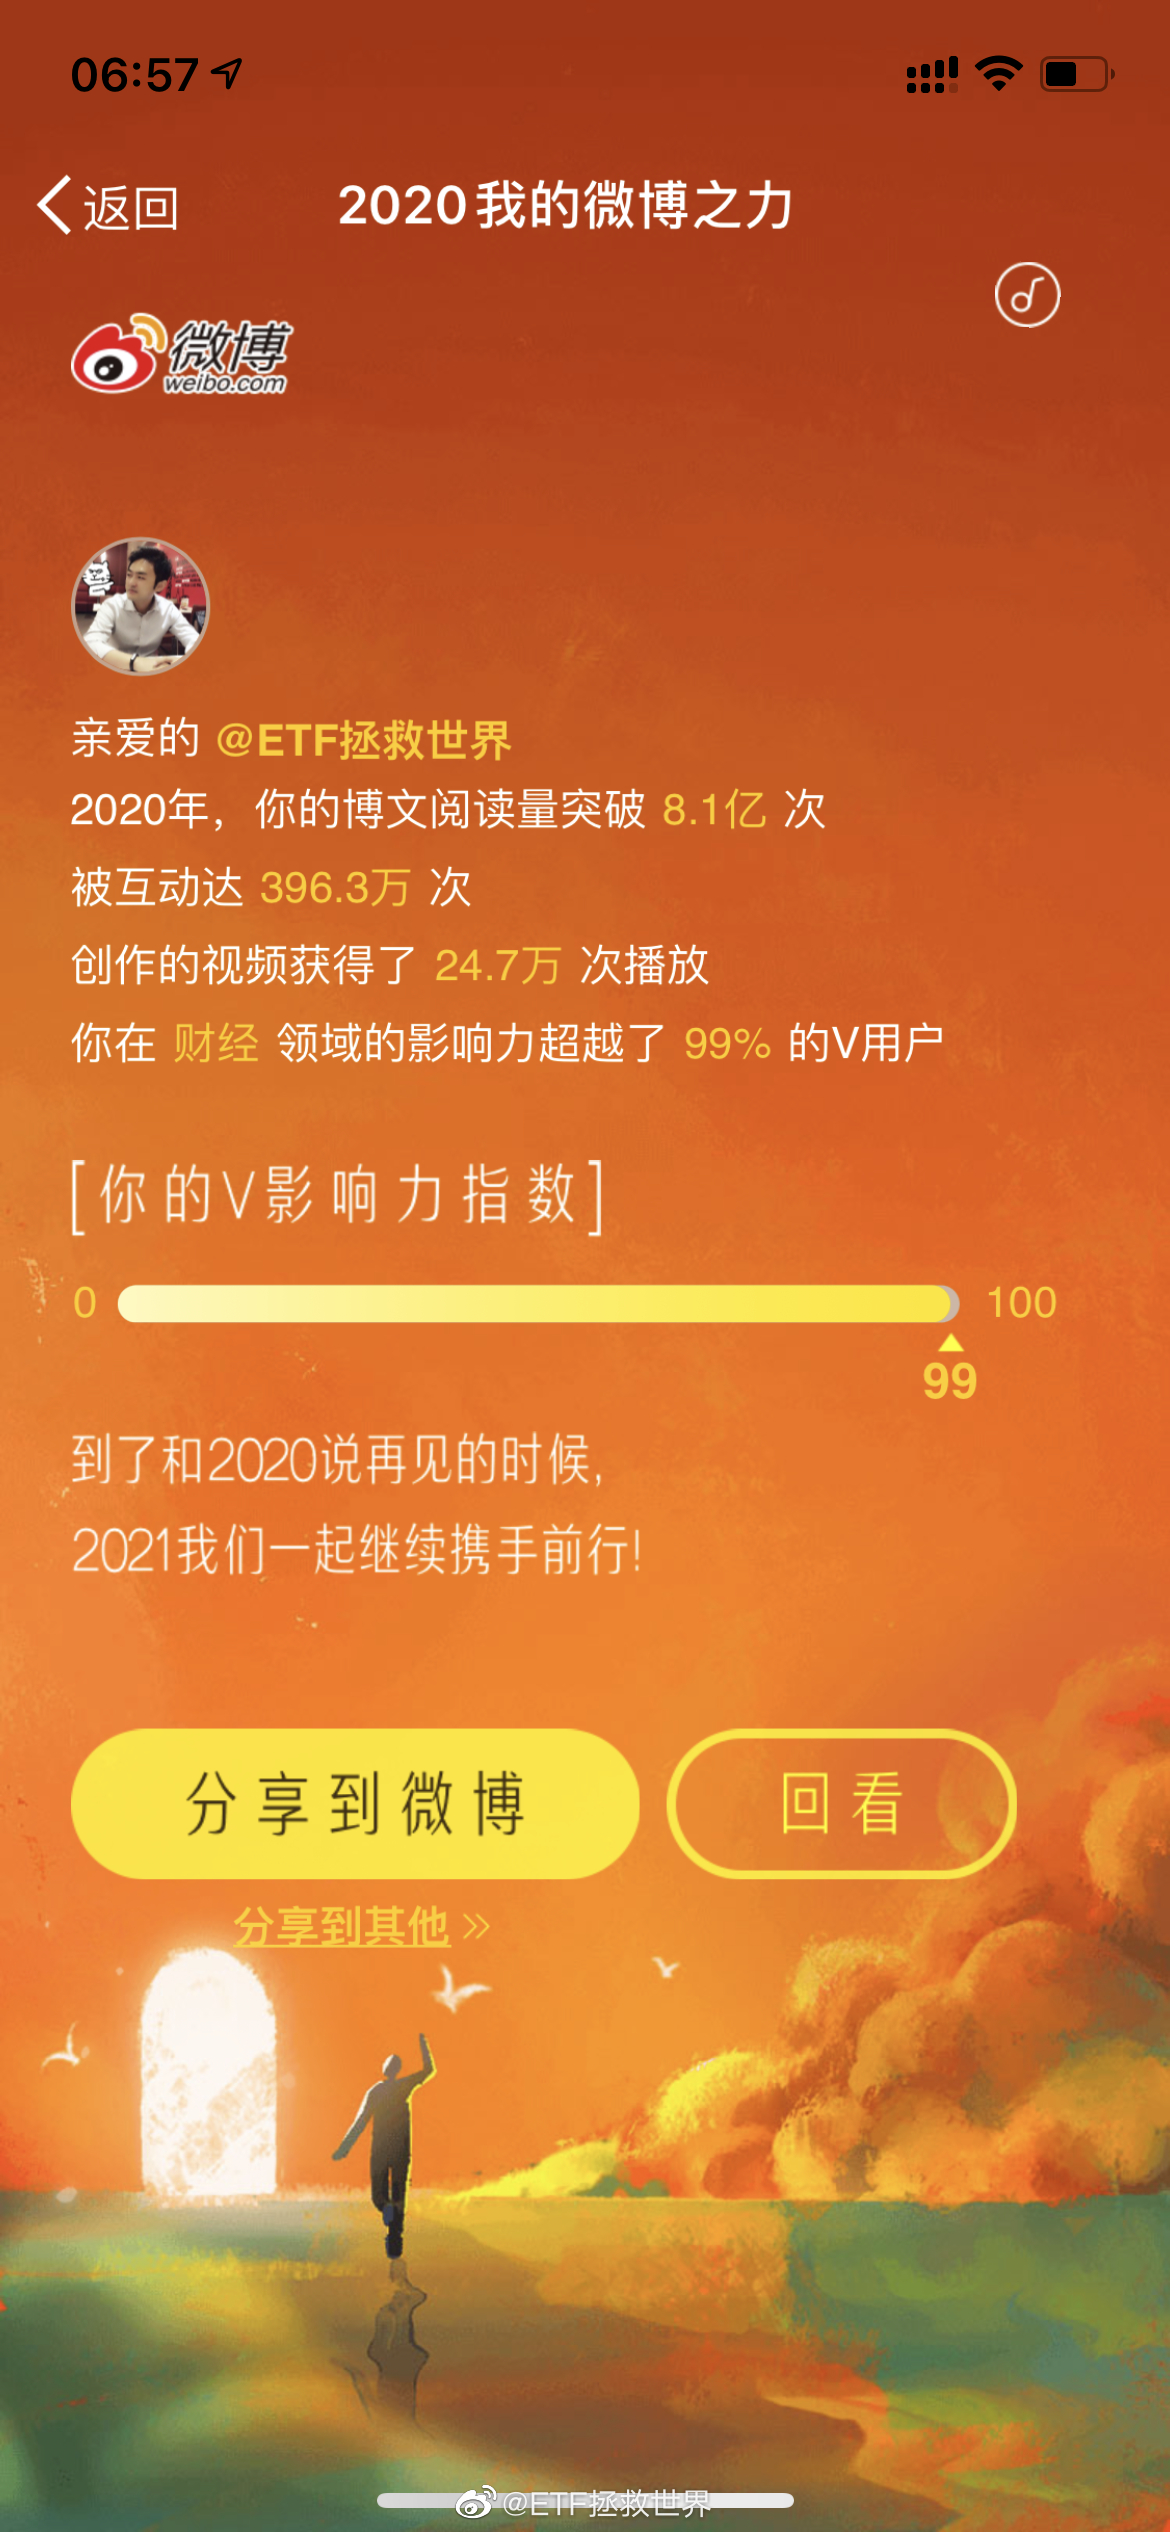 06:57
返回
2020我的微博之力
微博
weibo.com
亲爱的 @ETF拯救世界
2020年，你的博文阅读量突破 8.1亿 次
被互动达 396.3万 次
创作的视频获得了 24.7万 次播放
你在 财经 领域的影响力超越了 99% 的V用户
[你的V影响力指数]
0 100
99
到了和2020说再见的时候,
2021我们一起继续携手前行!
分享到微博 回看
分享到其他 »
@ETF拯救世界